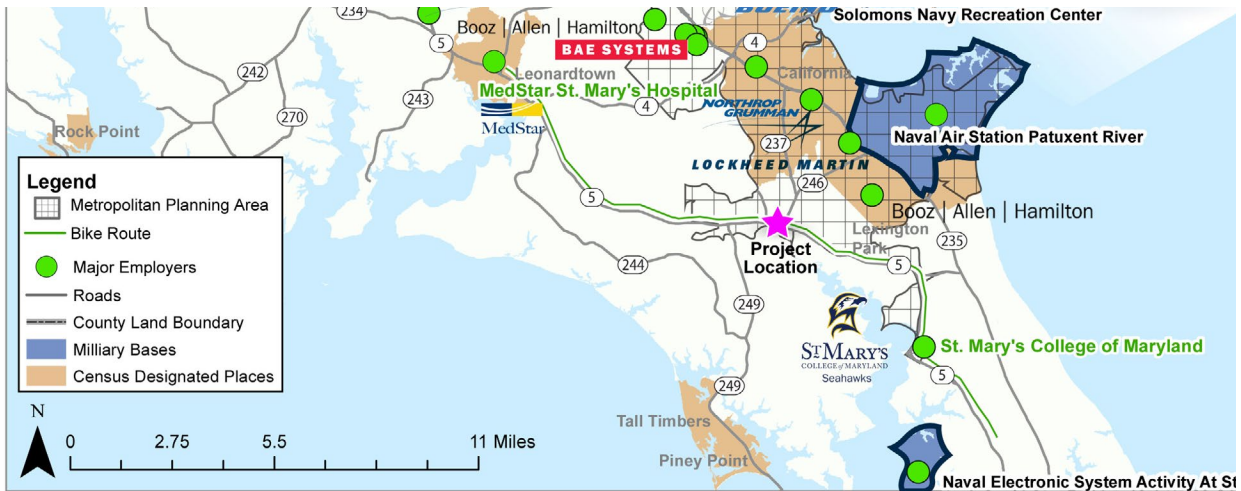 BOEING
Solomons Navy Recreation Center
234
Booz | Allen | Hamilton
5
BAE SYSTEMS
4
242
Leonardtown
California
MedStar St. Mary's Hospital
243
4
NORTHROP
GRUMMAN
270
MedStar
Rock Point
237
Naval Air Station Patuxent River
LOCKHEED MARTIN
246
5
Booz | Allen | Hamilton
Lexington
Park
235
Project
Location
5
244
249
ST MARY'S
COLLEGE of MARYLAND
Seahawks
St. Mary's College of Maryland
5
249
Tall Timbers
Piney Point
Naval Electronic System Activity At St
Legend
Metropolitan Planning Area
Bike Route
Major Employers
Roads
County Land Boundary
Milliary Bases
Census Designated Places
N
0 2.75 5.5 11 Miles